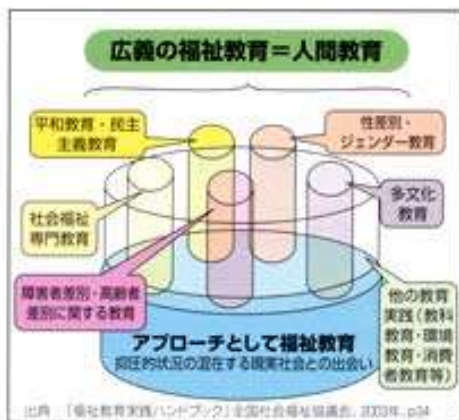 広義の福祉教育＝人間教育
平和教育・民主
主義教育
性差別・
ジェンダー教育
社会福祉
専門教育
多文化
教育
障害者差別・高齢者
差別に関する教育
他の教育
実践(教科
教育・環境
教育・消費
者教育等)
アプローチとして福祉教育
抑圧的状況の混在する現実社会との出会い
出典 「福祉教育実践ハンドブック」全国社会福祉協議会, 2003年, p34